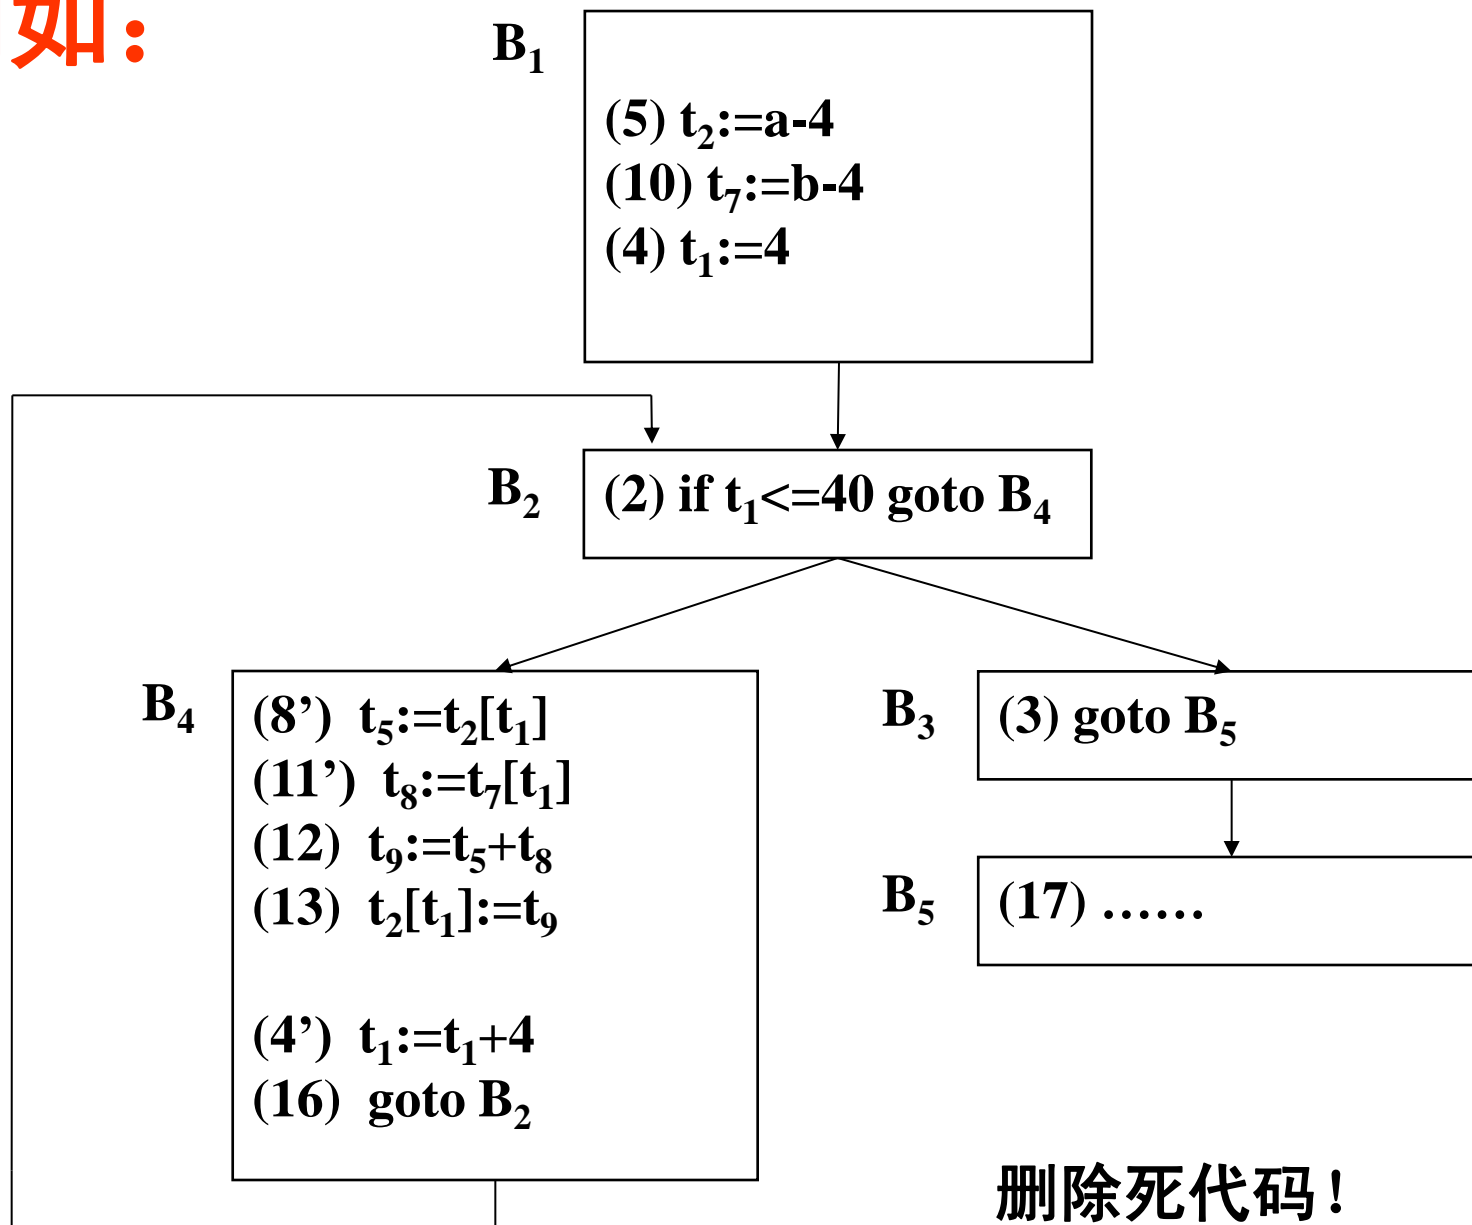 如：
B₁
(5) t₂:=a-4
(10) t₇:=b-4
(4) t₁:=4
B₂
(2) if t₁<=40 goto B₄
B₄
(8’) t₅:=t₂[t₁]
(11’) t₈:=t₇[t₁]
(12) t₉:=t₅+t₈
(13) t₂[t₁]:=t₉
(4’) t₁:=t₁+4
(16) goto B₂
B₃
(3) goto B₅
B₅
(17) ……
删除死代码！